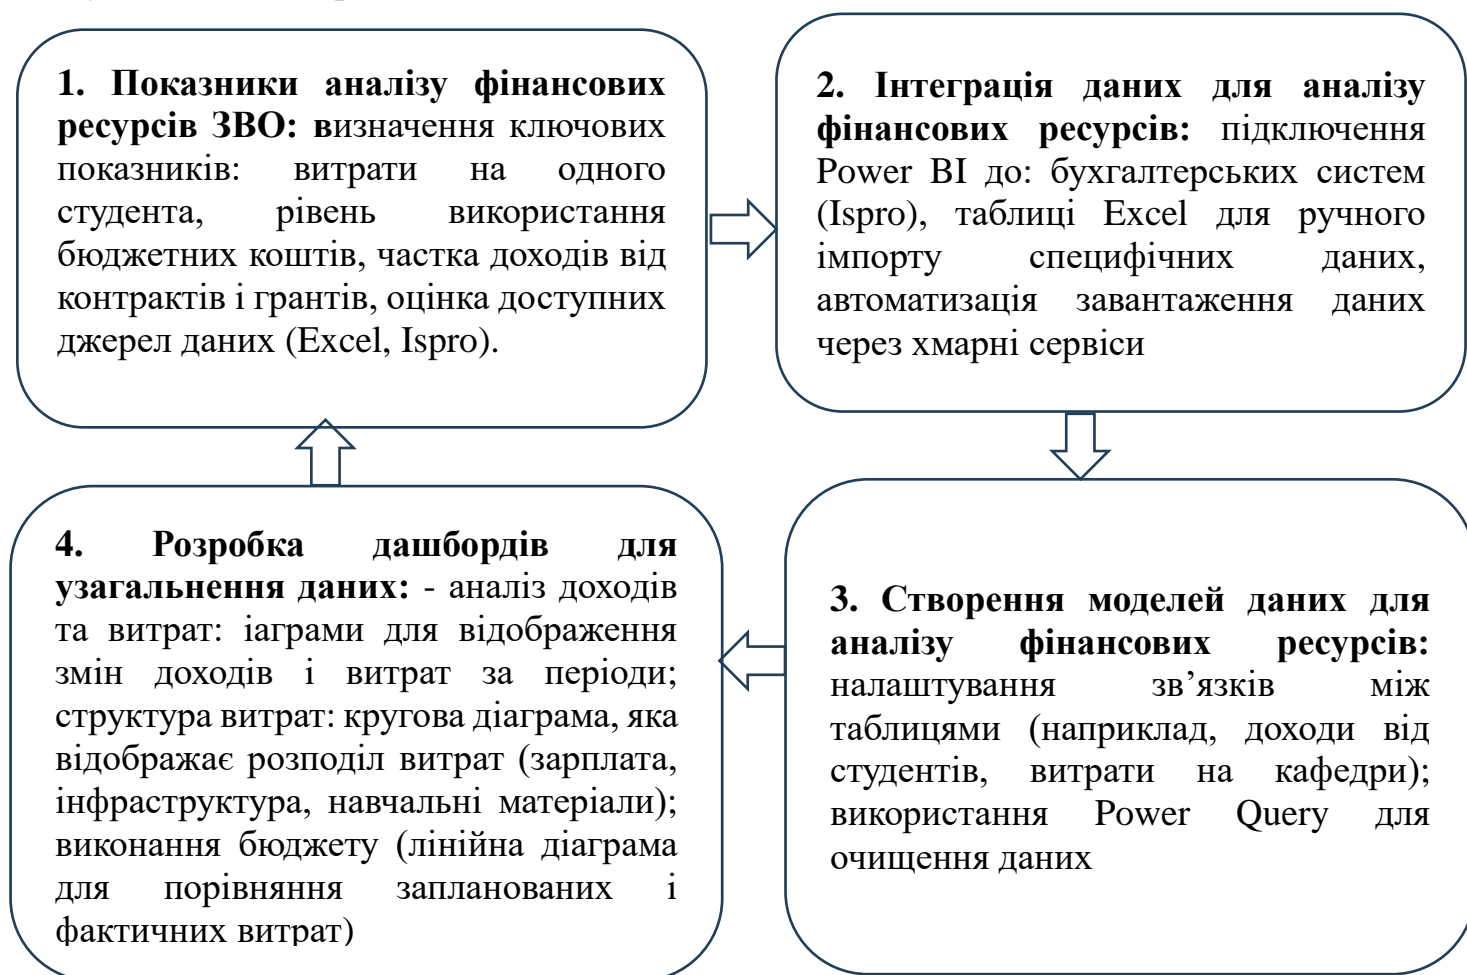 1. Показники аналізу фінансових
ресурсів ЗВО: визначення ключових
показників: витрати на одного
студента, рівень використання
бюджетних коштів, частка доходів від
контрактів і грантів, оцінка доступних
джерел даних (Excel, Ispro).
2. Інтеграція даних для аналізу
фінансових ресурсів: підключення
Power BI до: бухгалтерських систем
(Ispro), таблиці Excel для ручного
імпорту специфічних даних,
автоматизація завантаження даних
через хмарні сервіси
3. Створення моделей даних для
аналізу фінансових ресурсів:
налаштування зв’язків між
таблицями (наприклад, доходи від
студентів, витрати на кафедри);
використання Power Query для
очищення даних
4. Розробка дашбордів для
узагальнення даних: - аналіз доходів
та витрат: іаграми для відображення
змін доходів і витрат за періоди;
структура витрат: кругова діаграма, яка
відображає розподіл витрат (зарплата,
інфраструктура, навчальні матеріали);
виконання бюджету (лінійна діаграма
для порівняння запланованих і
фактичних витрат)